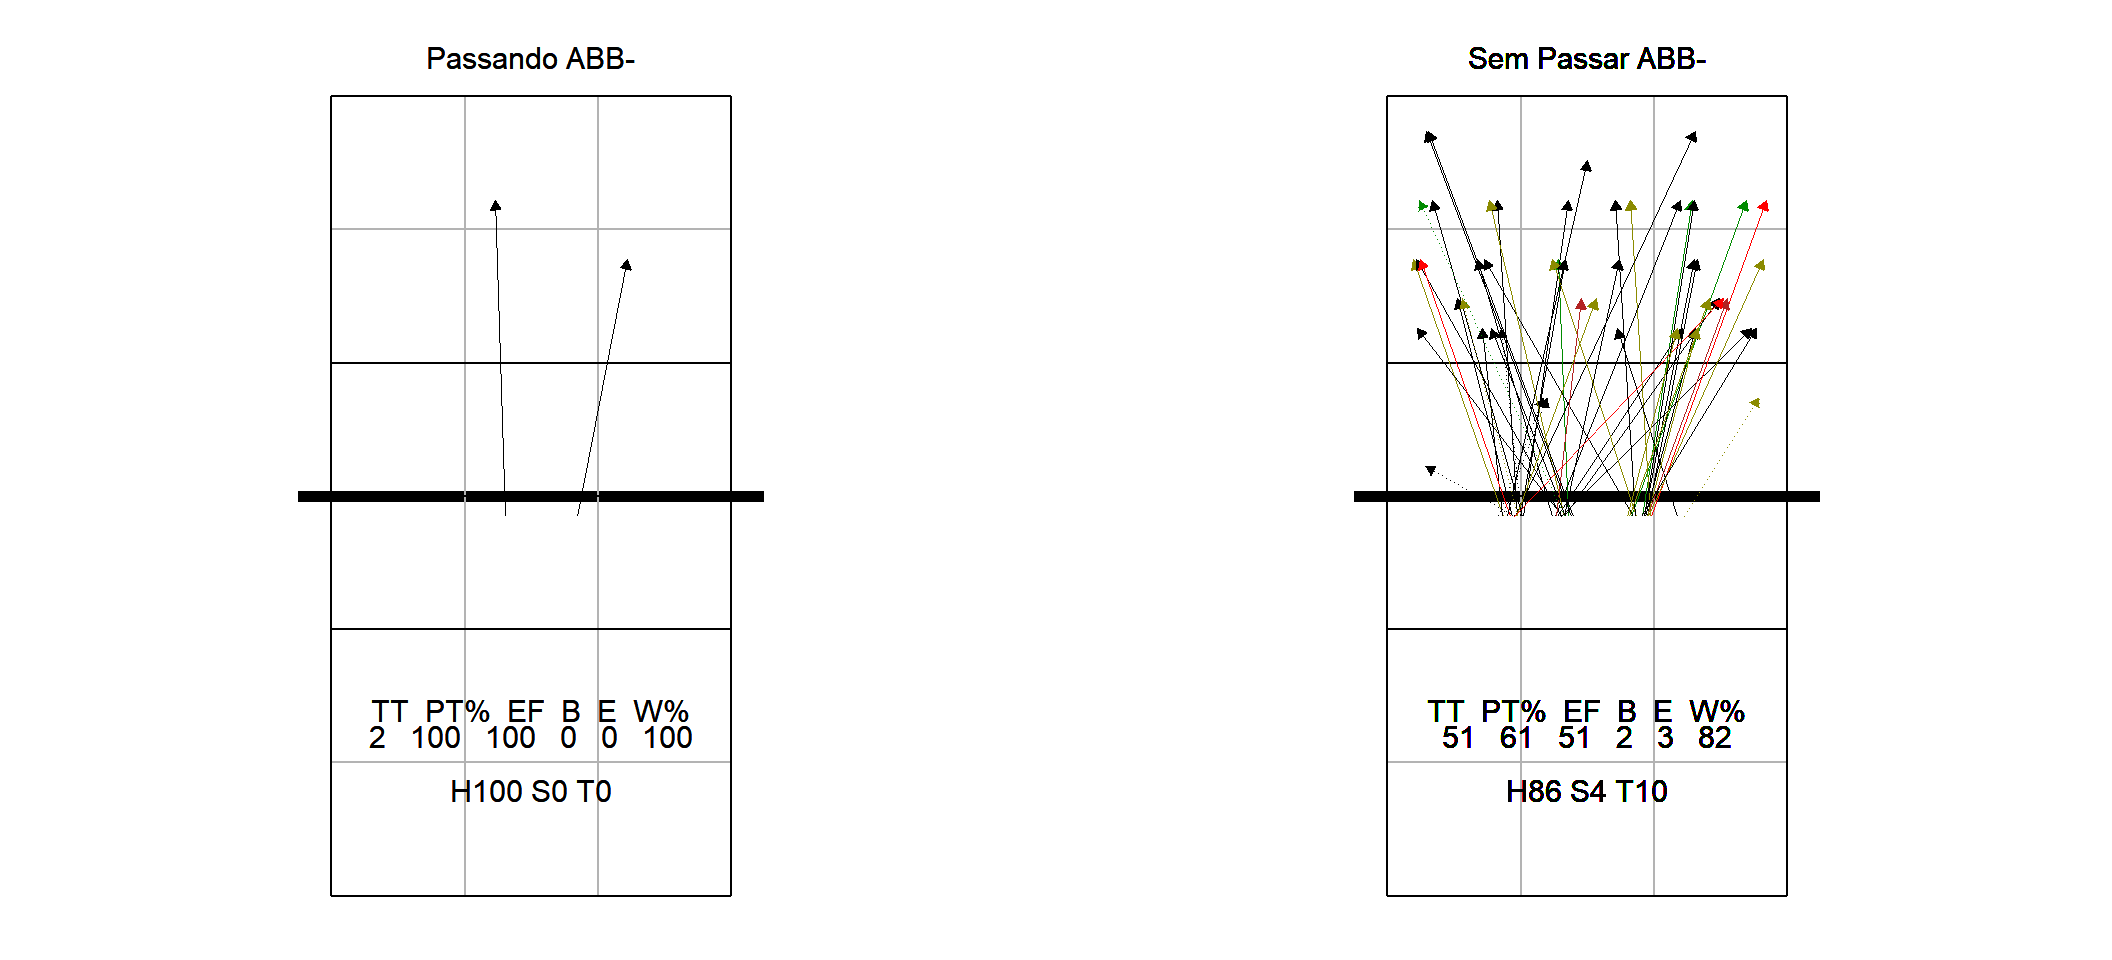 Passando ABB-
TT PT% EF B E W%
2 100 100 0 0 100
H100 S0 T0
Sem Passar ABB-
TT PT% EF B E W%
51 61 51 2 3 82
H86 S4 T10